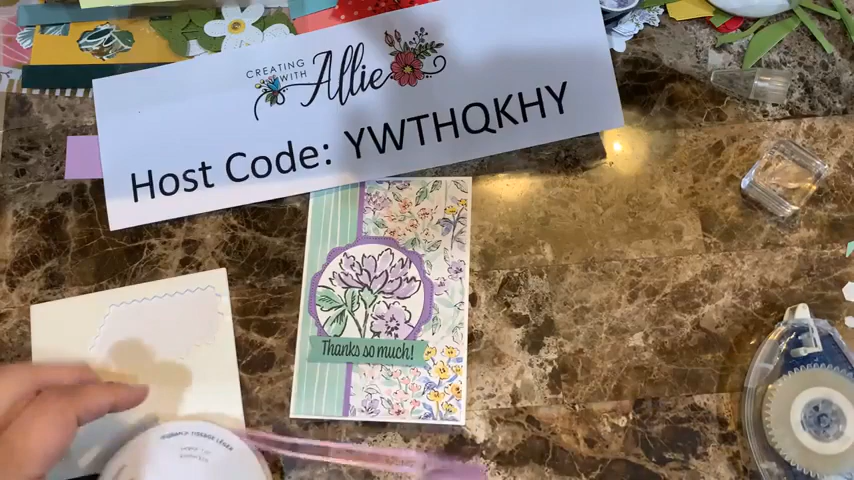 CREATING
WITH
Allie
Host Code: YWTHQKHY
Thanks so much!